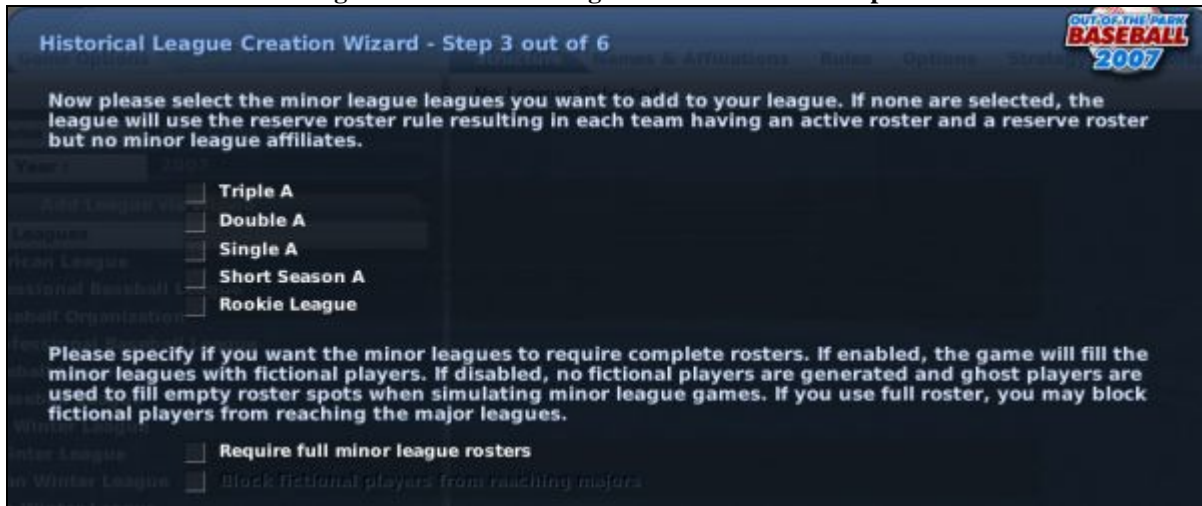 Historical League Creation Wizard - Step 3 out of 6
OUT OF THE PARK
BASEBALL
2007
Now please select the minor league leagues you want to add to your league. If none are selected, the
league will use the reserve roster rule resulting in each team having an active roster and a reserve roster
but no minor league affiliates.
Triple A
Double A
Single A
Short Season A
Rookie League
Please specify if you want the minor leagues to require complete rosters. If enabled, the game will fill the
minor leagues with fictional players. If disabled, no fictional players are generated and ghost players are
used to fill empty roster spots when simulating minor league games. If you use full roster, you may block
fictional players from reaching the major leagues.
Require full minor league rosters
Block fictional players from reaching majors